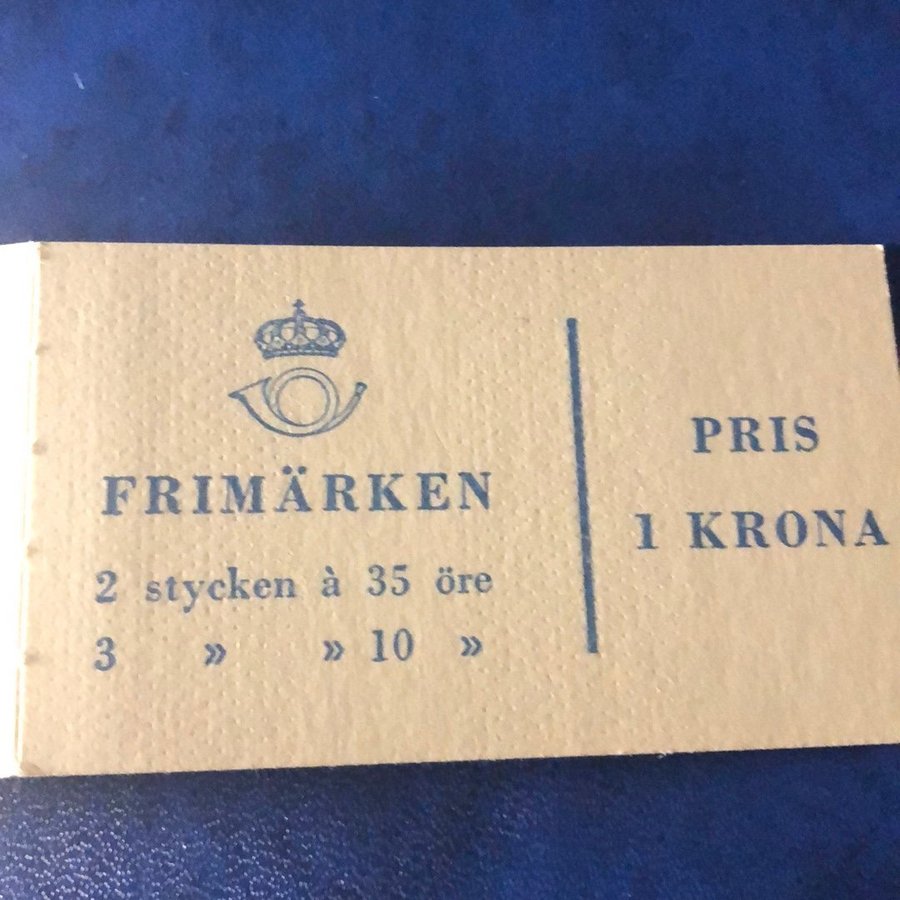 FRIMÄRKEN
2 stycken à 35 öre
3 » » 10 »
PRIS
1 KRONA